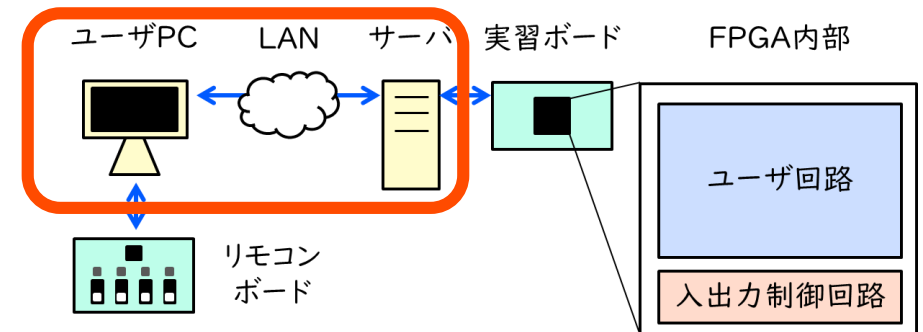 ユーザPC
LAN
サーバ
実習ボード
FPGA内部
ユーザ回路
リモコン
ボード
入出力制御回路